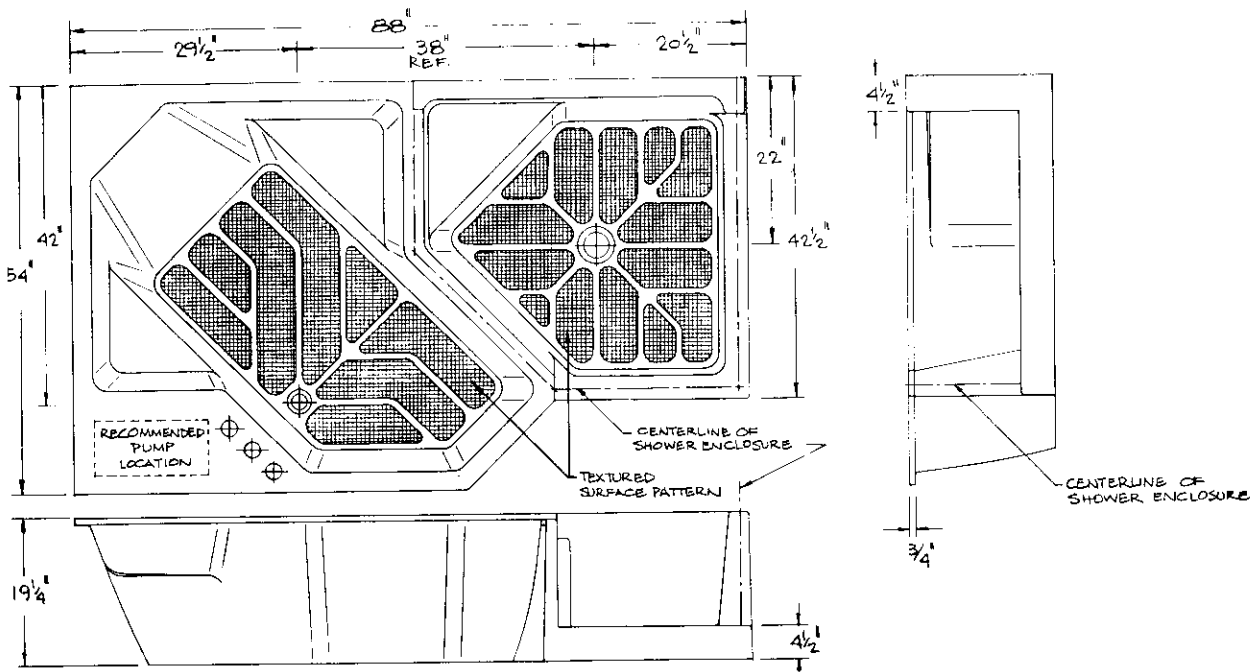 88"
29½"
38"
REF.
20½"
4½"
22"
42"
42½"
54"
RECOMMENDED
PUMP
LOCATION
CENTERLINE OF
SHOWER ENCLOSURE
TEXTURED
SURFACE PATTERN
CENTERLINE OF
SHOWER ENCLOSURE
3/4"
19¼"
4½"